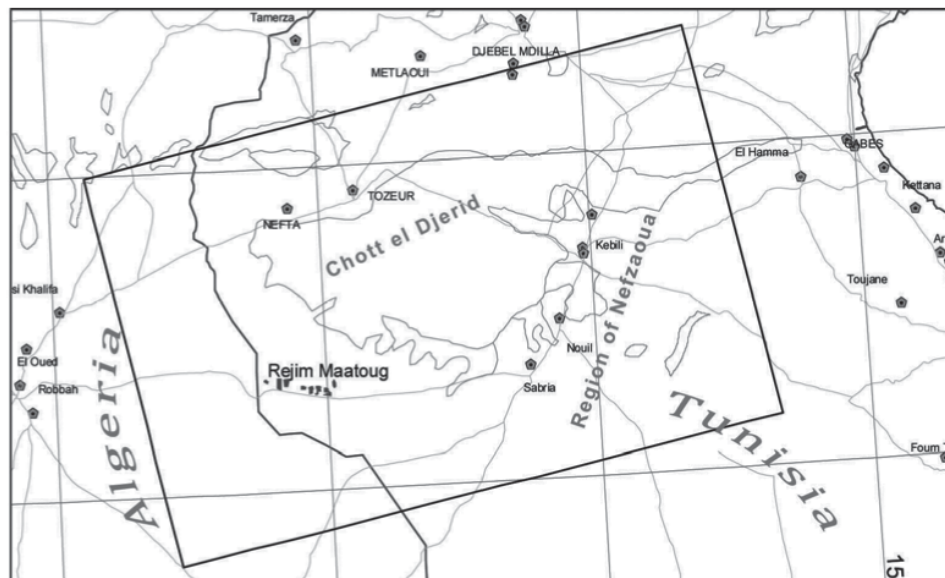 Tamerza
DJEBEL MDILLA
METLAOUI
El Hamma
GABES
Kettana
TOZEUR
NEFTA
Chott el Djerid
Kebili
Region of Nefzaoua
Toujane
si Khalifa
Nouil
El Oued
Rejim Maatoug
Sabria
Robbah
Algeria
Tunisia
Foum
15